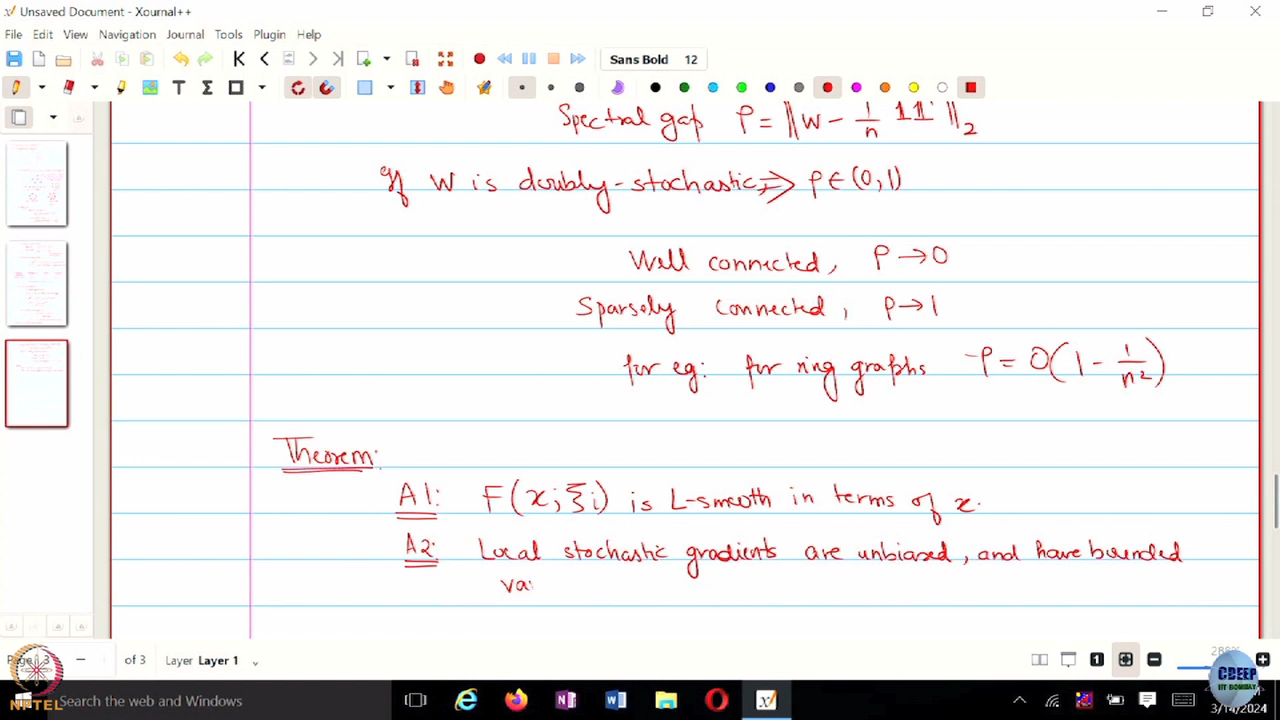 Unsaved Document - Xournal++
File Edit View Navigation Journal Tools Plugin Help
Sans Bold 12
Spectral gap ρ = ||W - 1/n 11ᵀ||₂
If W is doubly-stochastic, ⇒ ρ ∈ (0,1)
Well connected, ρ → 0
Sparsely connected, ρ → 1
for eg: for ring graphs ρ = O(1 - 1/n²)
Theorem:
A1: F(x; ξi) is L-smooth in terms of x.
A2: Local stochastic gradients are unbiased, and have bounded
va
of 3 Layer Layer 1
288%
Search the web and Windows
NPTEL
CDEEP
IIT BOMBAY
3/14/2024